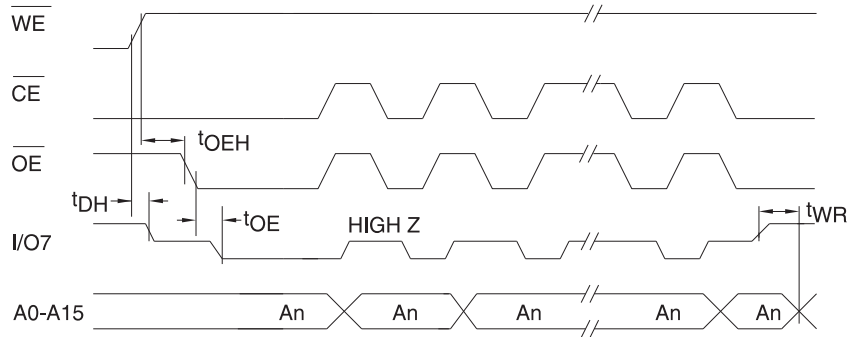 WE
CE
tOEH
OE
tDH
tOE
HIGH Z
tWR
I/O7
A0-A15
An An An An An